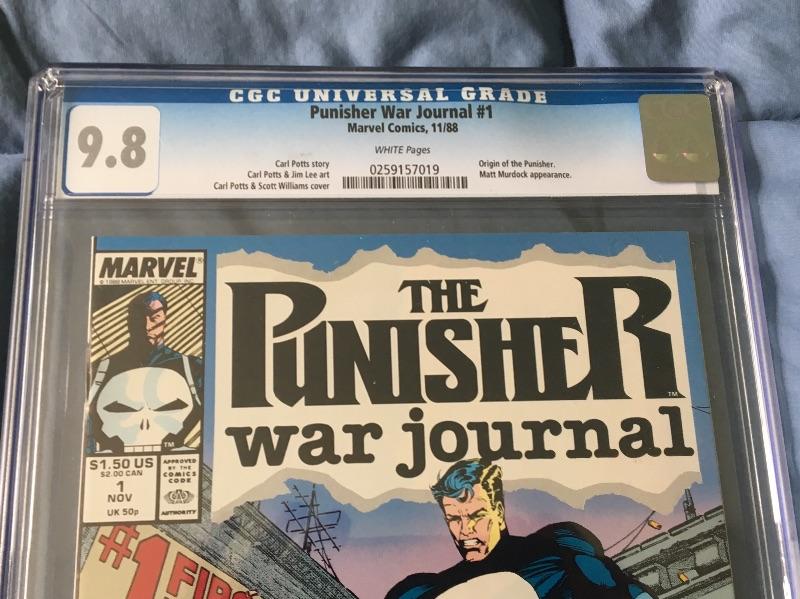 CGC UNIVERSAL GRADE
9.8
Punisher War Journal #1
Marvel Comics, 11/88
WHITE Pages
Carl Potts story
Carl Potts & Jim Lee art
Carl Potts & Scott Williams cover
0259157019
Origin of the Punisher.
Matt Murdock appearance.
MARVEL®
THE
PUNISHER™
war journal
TM
$1.50 US
$2.00 CAN
1
NOV
UK 50p
APPROVED
BY THE
COMICS
CODE
AUTHORITY
#1 FIRS